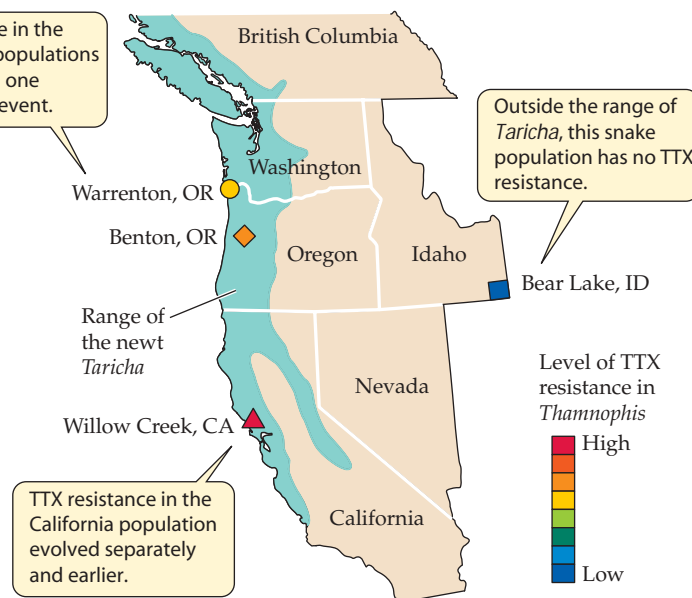 e in the
populations
one
event.
British Columbia
Outside the range of
Taricha, this snake
population has no TTX
resistance.
Washington
Warrenton, OR
Benton, OR
Oregon
Idaho
Bear Lake, ID
Range of
the newt
Taricha
Nevada
Willow Creek, CA
Level of TTX
resistance in
Thamnophis
High
Low
TTX resistance in the
California population
evolved separately
and earlier.
California